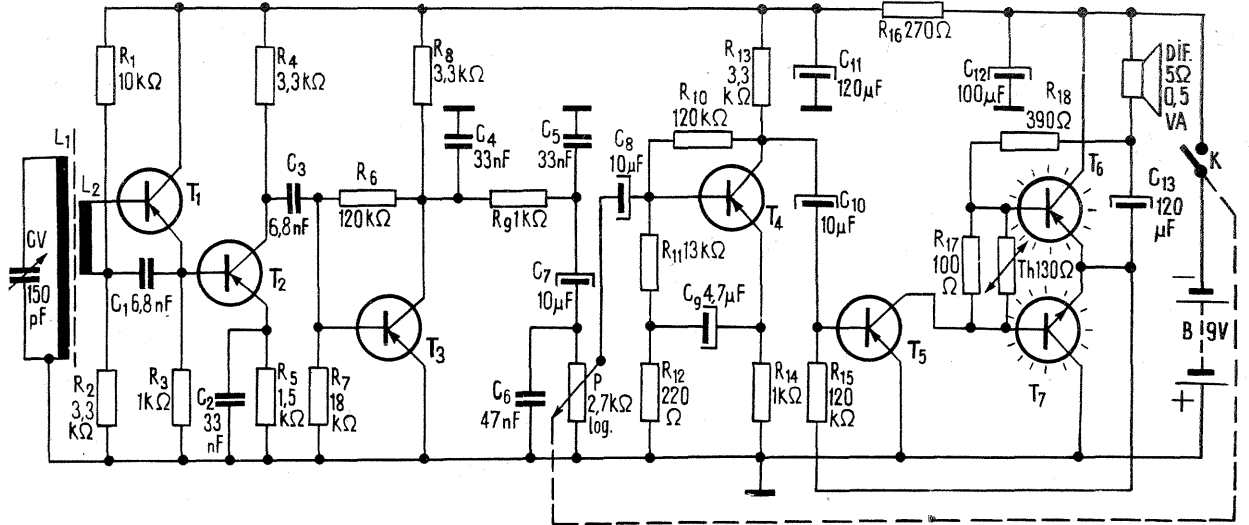 R16 270Ω
R1
10kΩ
R4
3,3kΩ
R8
3,3kΩ
R13
3,3
kΩ
C11
120µF
C12
100µF
DİF.
5Ω
0,5
VA
R18
390Ω
R10
120kΩ
L1
L2
T1
C3
6,8nF
R6
120kΩ
C4
33nF
C5
33nF
R9 1kΩ
C8
10µF
T4
C10
10µF
T6
C13
120
µF
K
CV
150
pF
C1 6,8nF
T2
C7
10µF
R11 13kΩ
C9 4,7µF
R17
100
Ω
Th130Ω
B
9V
−
+
T3
T5
T7
R2
3,3
kΩ
R3
1kΩ
C2
33
nF
R5
1,5
kΩ
R7
18
kΩ
C6
47nF
P
2,7kΩ
log.
R12
220
Ω
R14
1kΩ
R15
120
kΩ